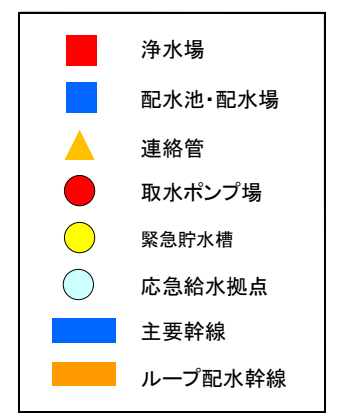 浄水場
配水池・配水場
連絡管
取水ポンプ場
緊急貯水槽
応急給水拠点
主要幹線
ループ配水幹線